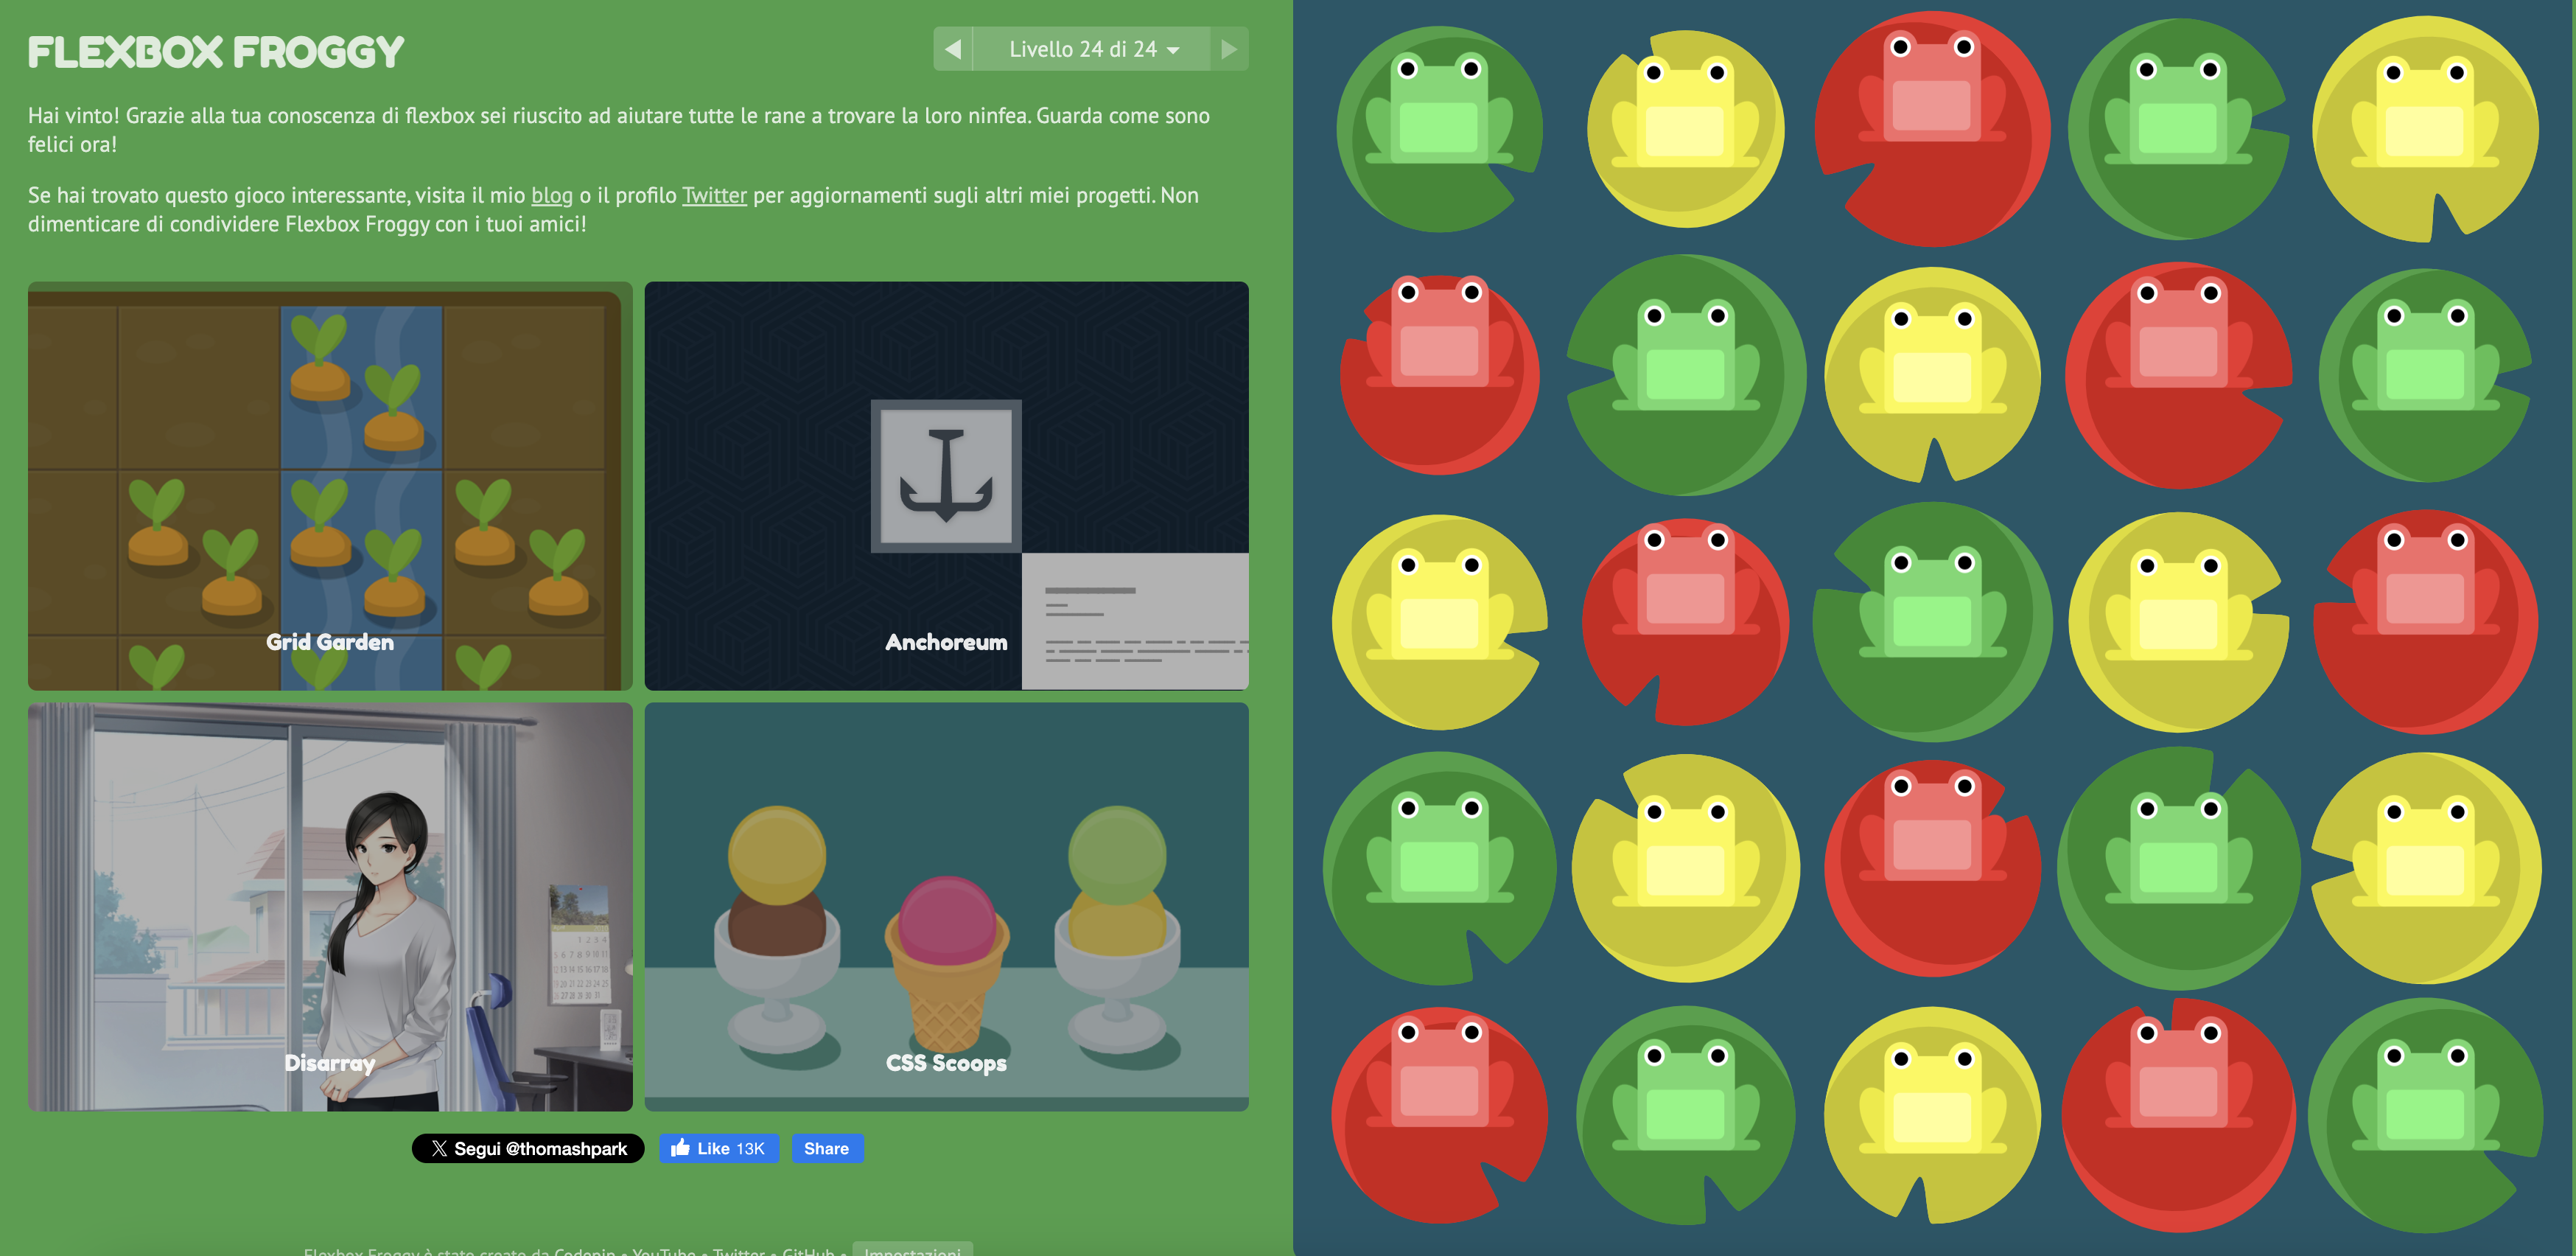 FLEXBOX FROGGY
Livello 24 di 24
Hai vinto! Grazie alla tua conoscenza di flexbox sei riuscito ad aiutare tutte le rane a trovare la loro ninfea. Guarda come sono
felici ora!
Se hai trovato questo gioco interessante, visita il mio blog o il profilo Twitter per aggiornamenti sugli altri miei progetti. Non
dimenticare di condividere Flexbox Froggy con i tuoi amici!
Grid Garden
Anchoreum
Disarray
CSS Scoops
Segui @thomashpark
Like 13K
Share
Flexbox Froggy è stato creato da Codepip • YouTube • Twitter • GitHub • Impostazioni